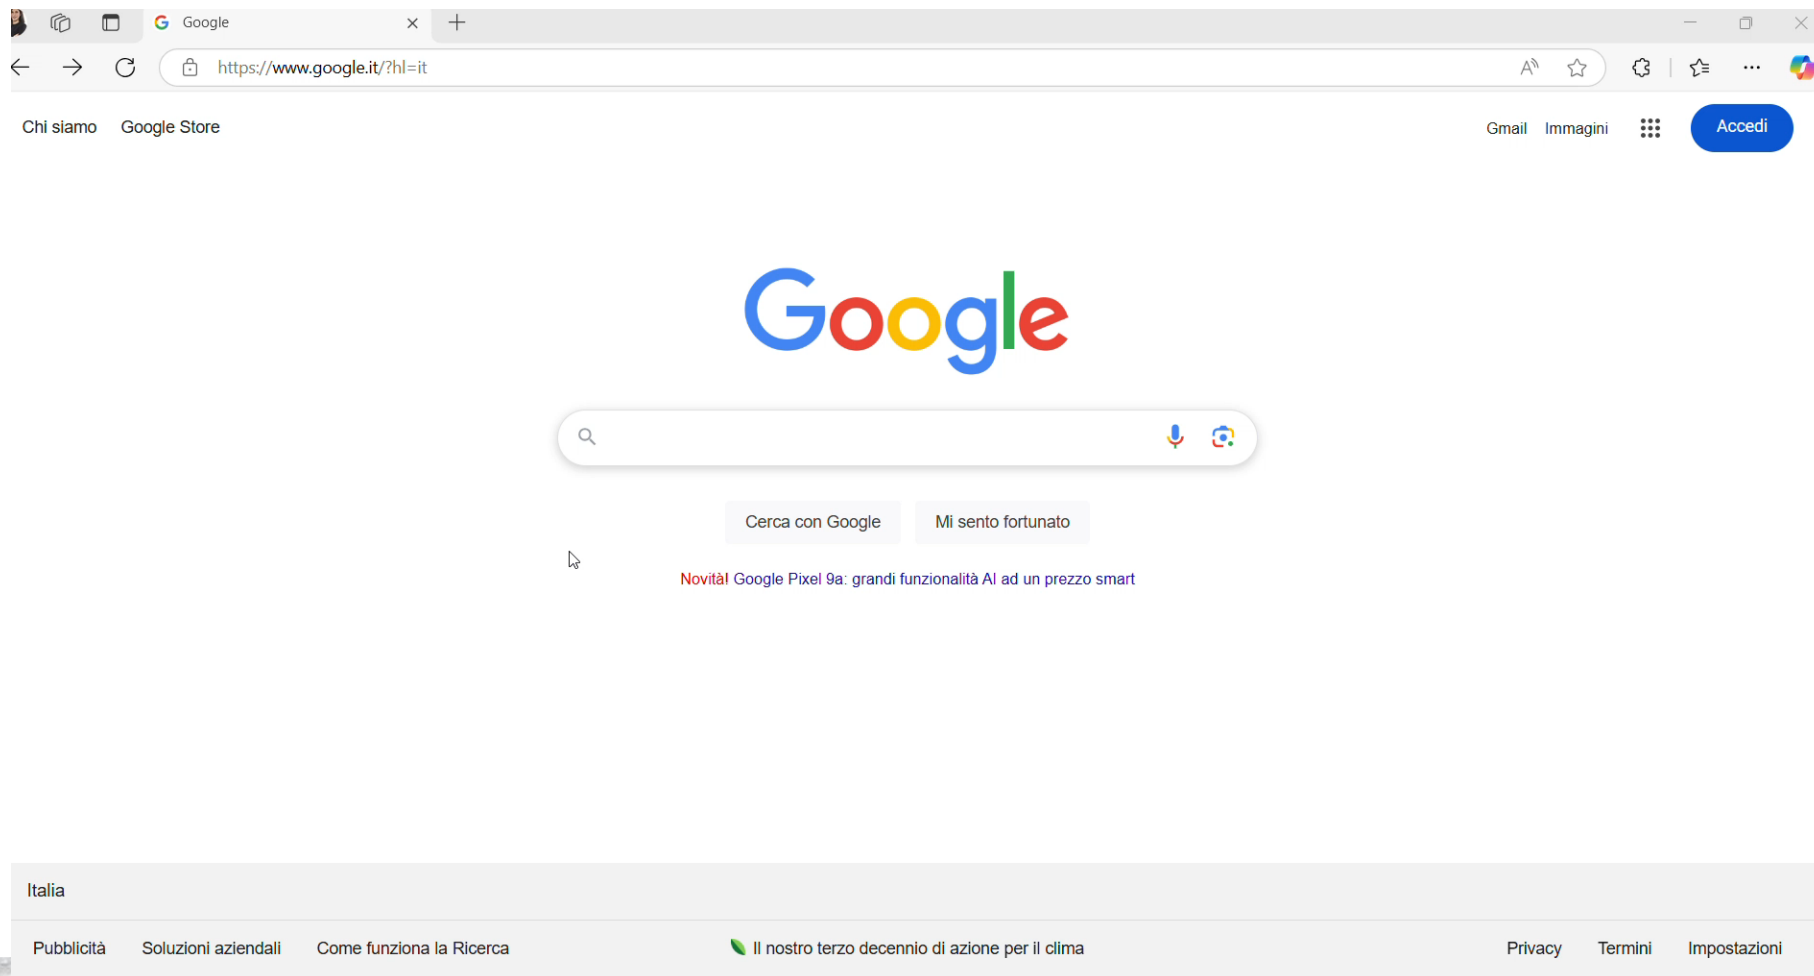 Google
https://www.google.it/?hl=it
Chi siamo Google Store Gmail Immagini Accedi
Google
Cerca con Google Mi sento fortunato
Novità! Google Pixel 9a: grandi funzionalità AI ad un prezzo smart
Italia
Pubblicità Soluzioni aziendali Come funziona la Ricerca Il nostro terzo decennio di azione per il clima Privacy Termini Impostazioni